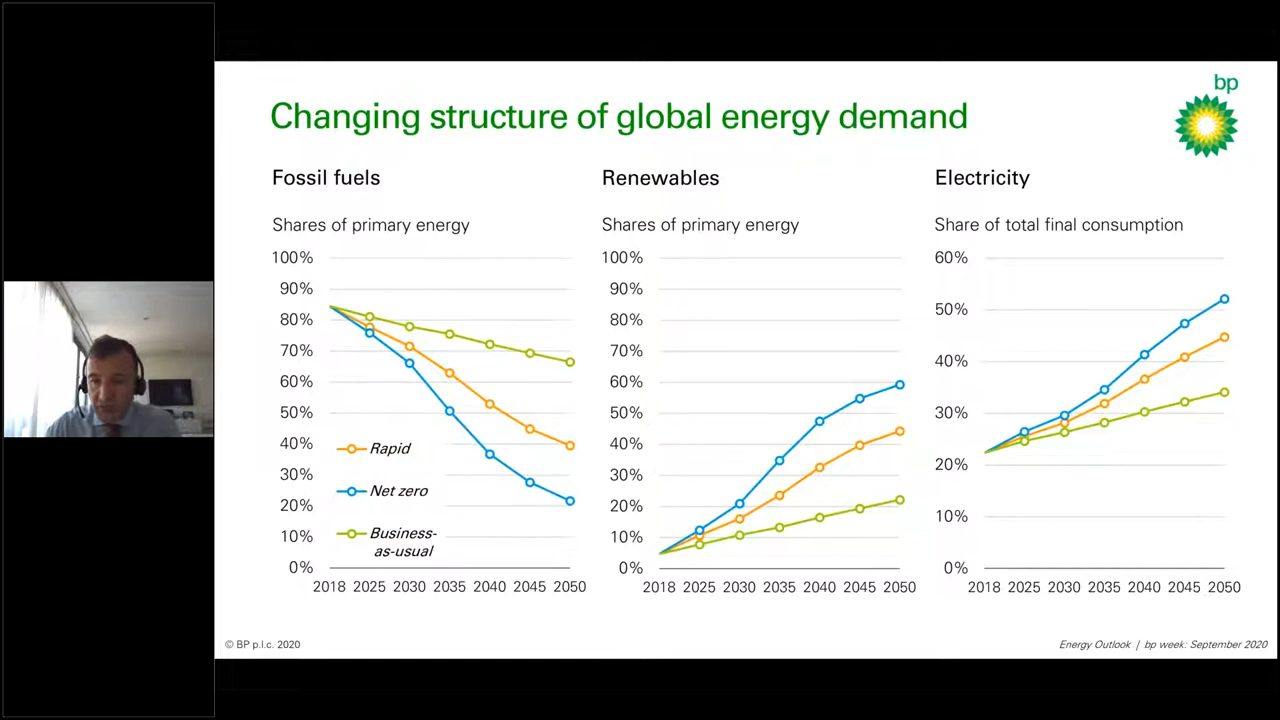 bp
Changing structure of global energy demand
Fossil fuels
Shares of primary energy
100%
90%
80%
70%
60%
50%
40%
30%
20%
10%
0%
Rapid
Net zero
Business-
as-usual
2018 2025 2030 2035 2040 2045 2050
Renewables
Shares of primary energy
100%
90%
80%
70%
60%
50%
40%
30%
20%
10%
0%
2018 2025 2030 2035 2040 2045 2050
Electricity
Share of total final consumption
60%
50%
40%
30%
20%
10%
0%
2018 2025 2030 2035 2040 2045 2050
© BP p.l.c. 2020
Energy Outlook | bp week: September 2020